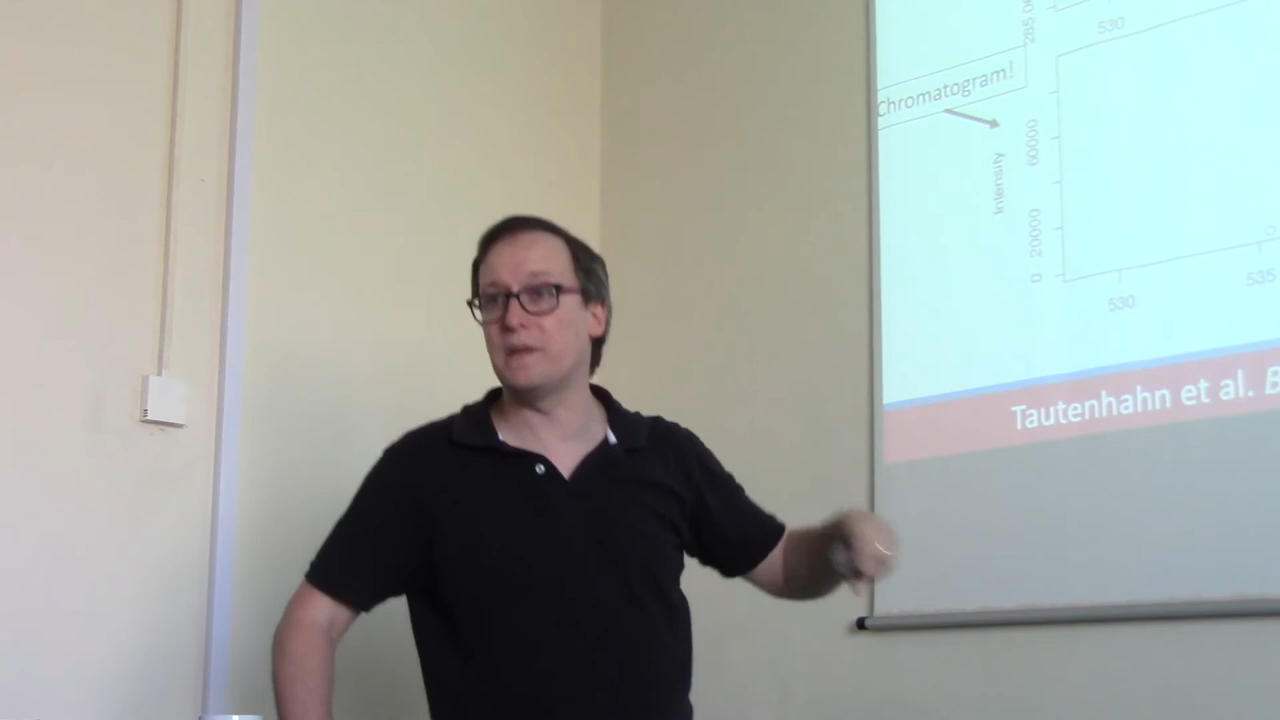 530
Chromatogram!
Intensity
60000
20000
0
530
535
Tautenhahn et al. B